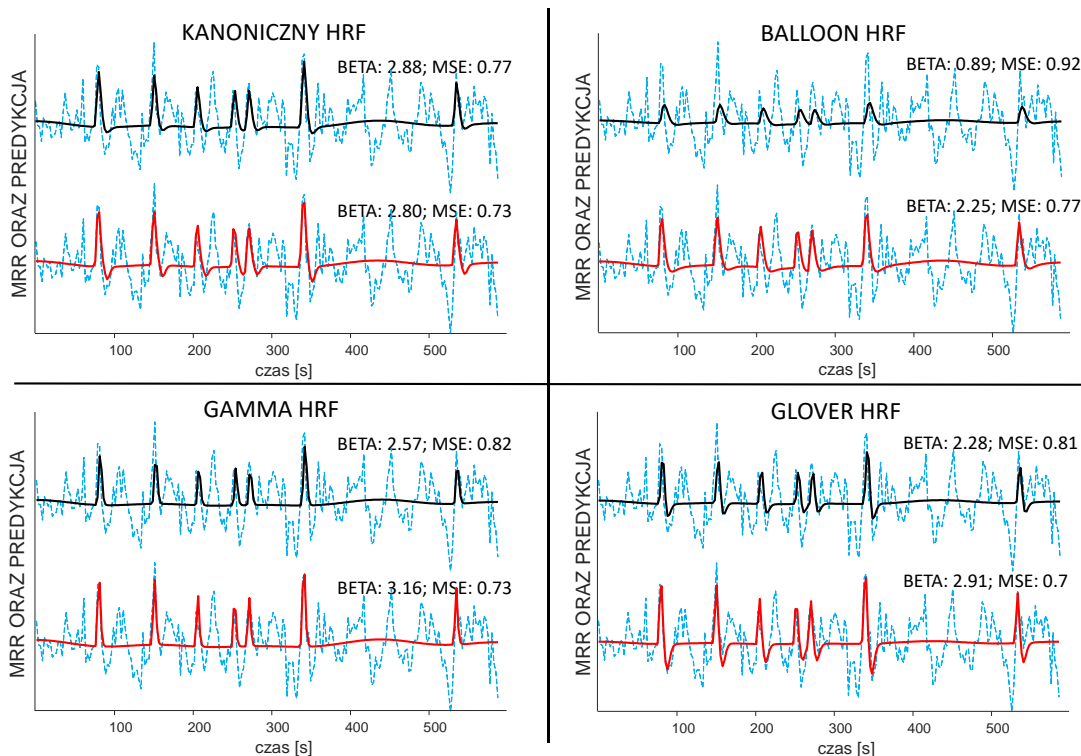 KANONICZNY HRF
BETA: 2.88; MSE: 0.77
BETA: 2.80; MSE: 0.73
MRR ORAZ PREDYKCJA
100 200 300 400 500
czas [s]
BALLOON HRF
BETA: 0.89; MSE: 0.92
BETA: 2.25; MSE: 0.77
MRR ORAZ PREDYKCJA
100 200 300 400 500
czas [s]
GAMMA HRF
BETA: 2.57; MSE: 0.82
BETA: 3.16; MSE: 0.73
MRR ORAZ PREDYKCJA
100 200 300 400 500
czas [s]
GLOVER HRF
BETA: 2.28; MSE: 0.81
BETA: 2.91; MSE: 0.7
MRR ORAZ PREDYKCJA
100 200 300 400 500
czas [s]